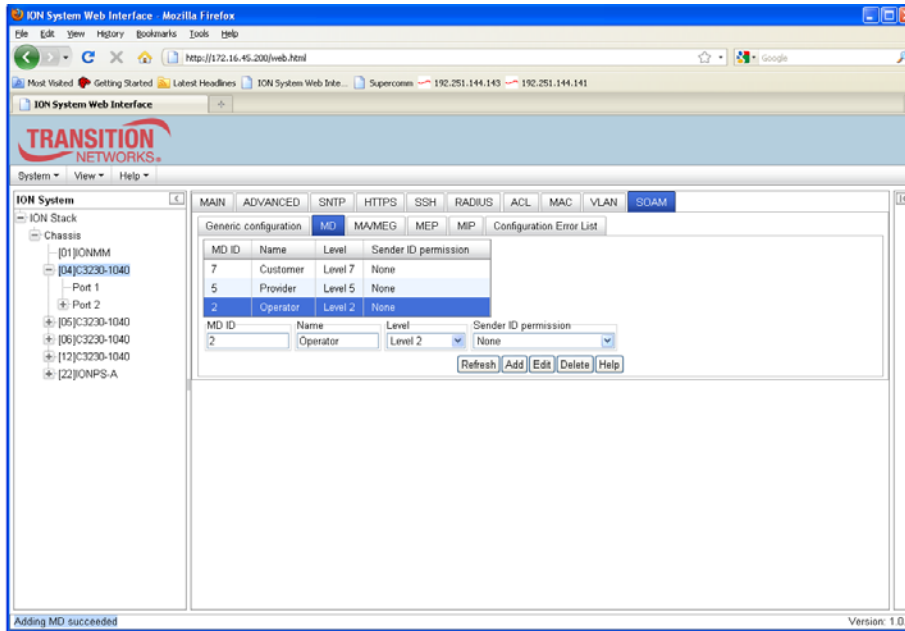 ION System Web Interface - Mozilla Firefox
File Edit View History Bookmarks Tools Help
http://172.16.45.200/web.html
Google
Most Visited Getting Started Latest Headlines ION System Web Inte... Supercomm 192.251.144.143 192.251.144.141
ION System Web Interface
TRANSITION
NETWORKS
System View Help
ION System
ION Stack
Chassis
[01]IONMM
[04]C3230-1040
Port 1
Port 2
[05]C3230-1040
[06]C3230-1040
[12]C3230-1040
[22]IONPS-A
MAIN ADVANCED SNTP HTTPS SSH RADIUS ACL MAC VLAN SOAM
Generic configuration MD MA/MEG MEP MIP Configuration Error List
MD ID Name Level Sender ID permission
7 Customer Level 7 None
5 Provider Level 5 None
2 Operator Level 2 None
MD ID Name Level Sender ID permission
2 Operator Level 2 None
Refresh Add Edit Delete Help
Adding MD succeeded
Version: 1.0.